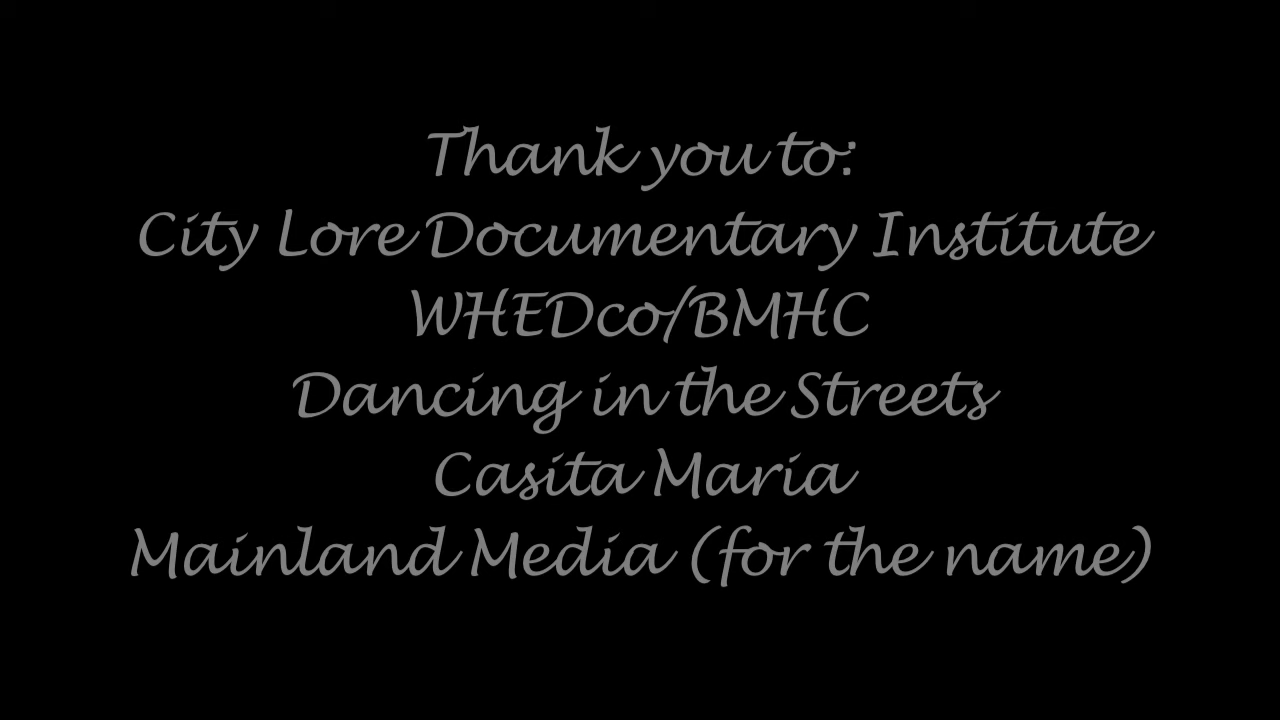 Thank you to:
City Lore Documentary Institute
WHEDco/BMHC
Dancing in the Streets
Casita Maria
Mainland Media (for the name)